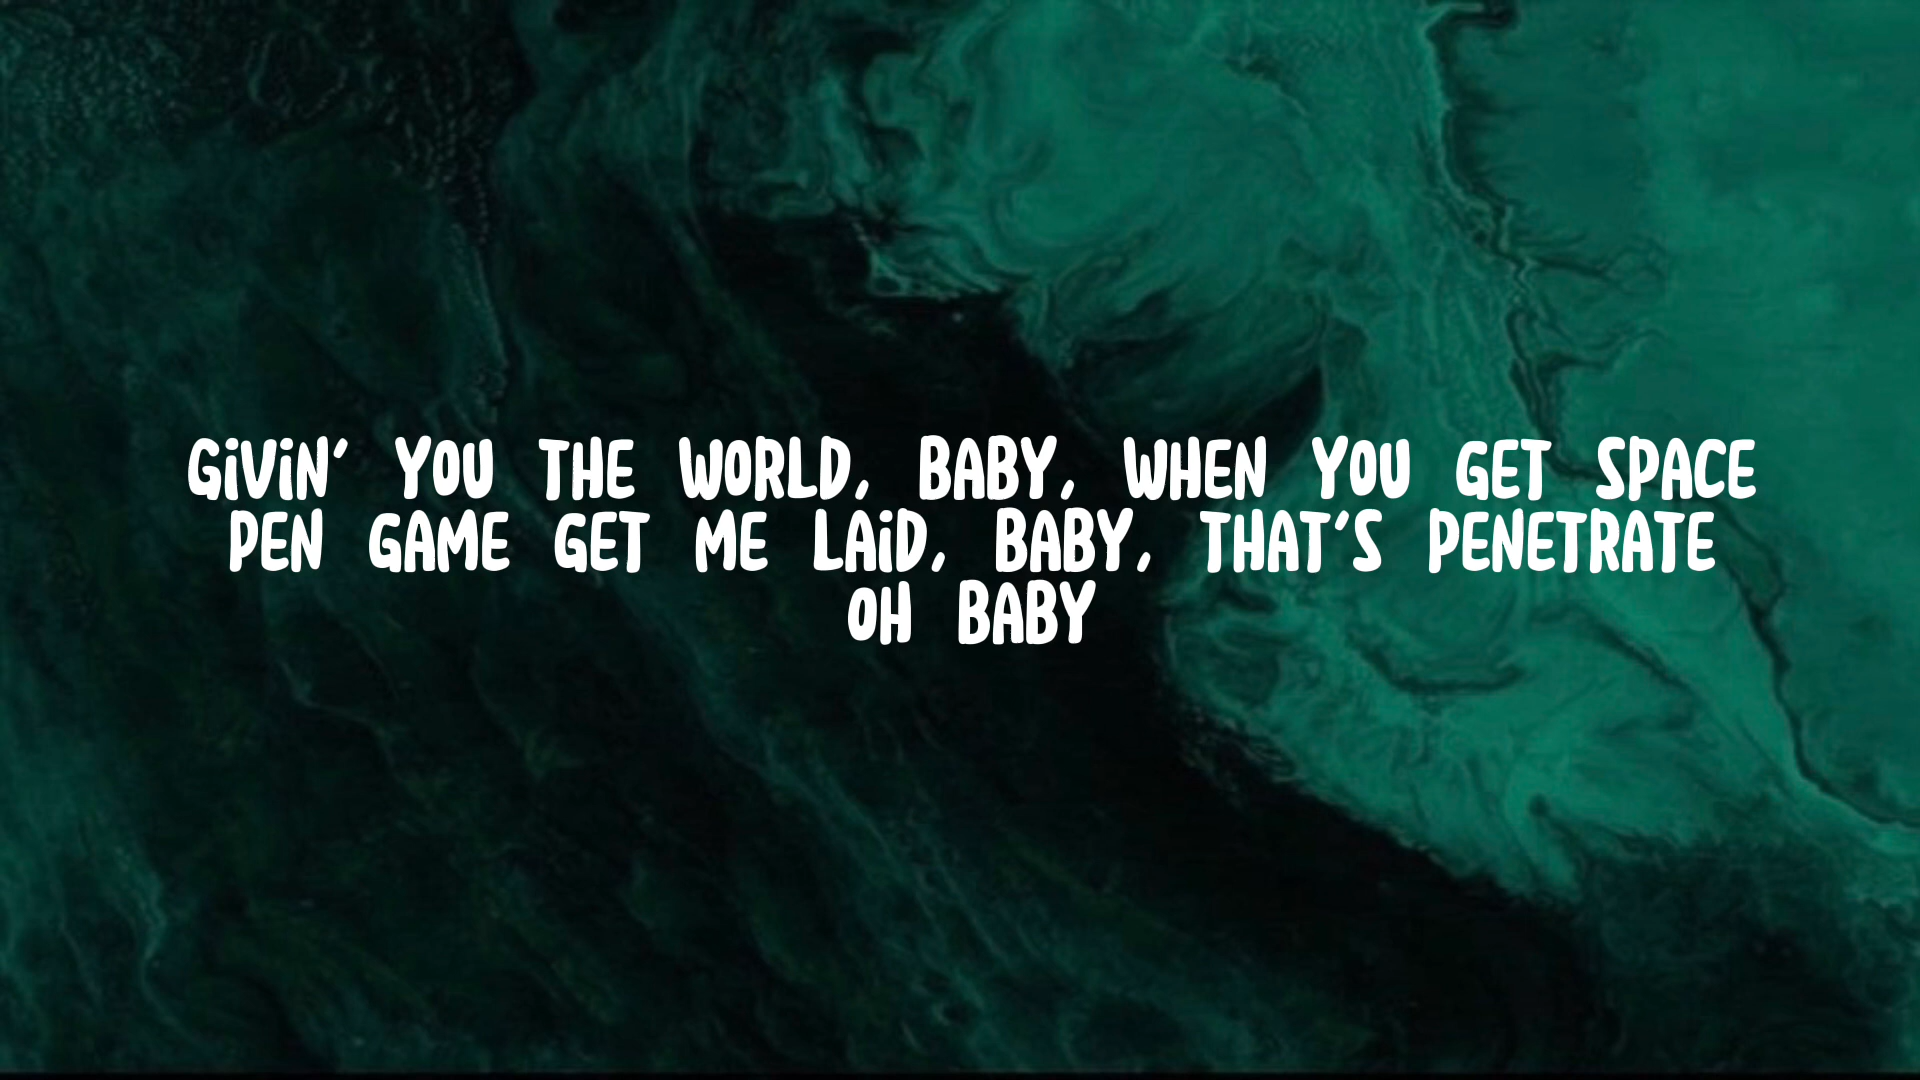 GiViN' YOU THE WORLD, BABY, WHEN YOU GET SPACE
PEN GAME GET ME LAiD, BABY, THAT'S PENETRATE
OH BABY